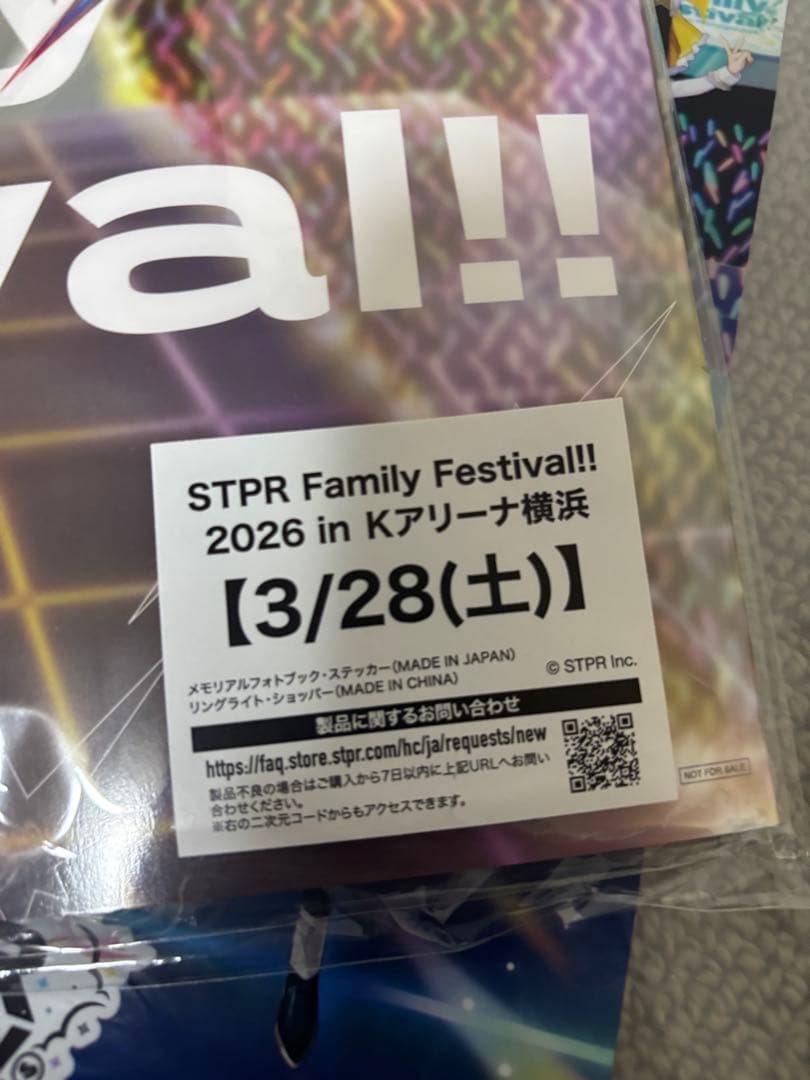 y
val!!
STPR Family Festival!!
2026 in Kアリーナ横浜
【3/28(土)】
メモリアルフォトブック・ステッカー(MADE IN JAPAN)
リングライト・ショッパー(MADE IN CHINA)
© STPR Inc.
製品に関するお問い合わせ
https://faq.store.stpr.com/hc/ja/requests/new
製品不良の場合はご購入から7日以内に上記URLへお問い
合わせください。
※右の二次元コードからもアクセスできます。
NOT FOR SALE